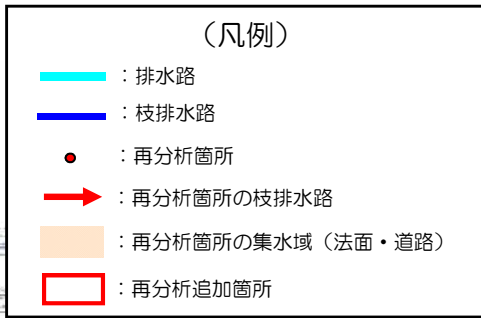 （凡例）
：排水路
：枝排水路
：再分析箇所
：再分析箇所の枝排水路
：再分析箇所の集水域（法面・道路）
：再分析追加箇所